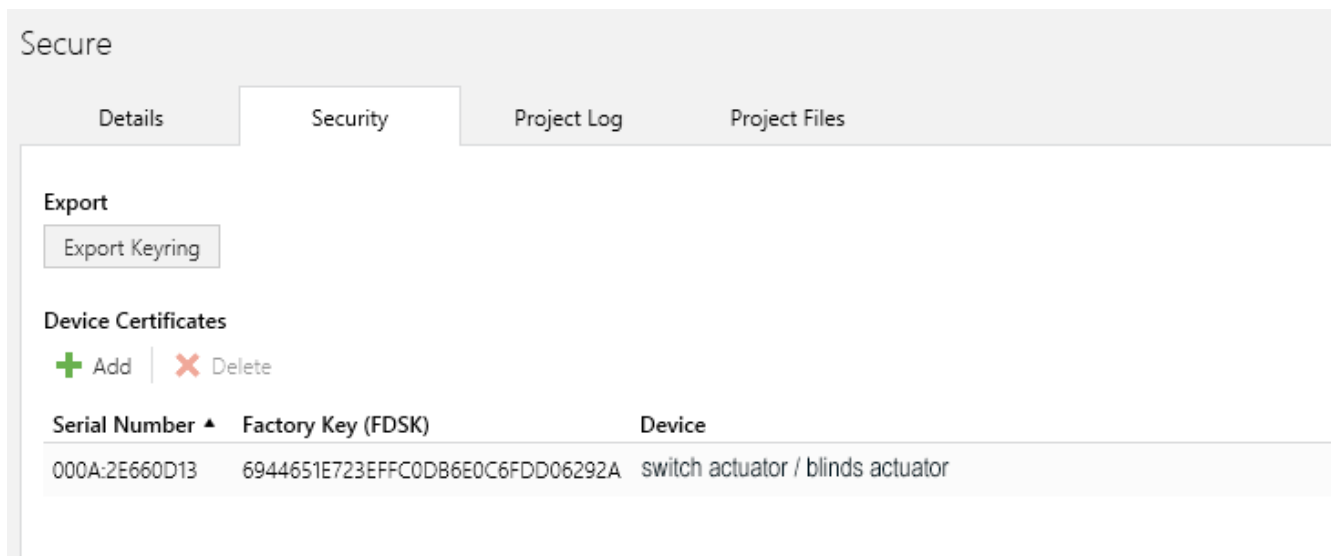 Secure
Details Security Project Log Project Files
Export
Export Keyring
Device Certificates
Add Delete
Serial Number Factory Key (FDSK) Device
000A:2E660D13 6944651E723EFFC0DB6E0C6FDD06292A switch actuator / blinds actuator